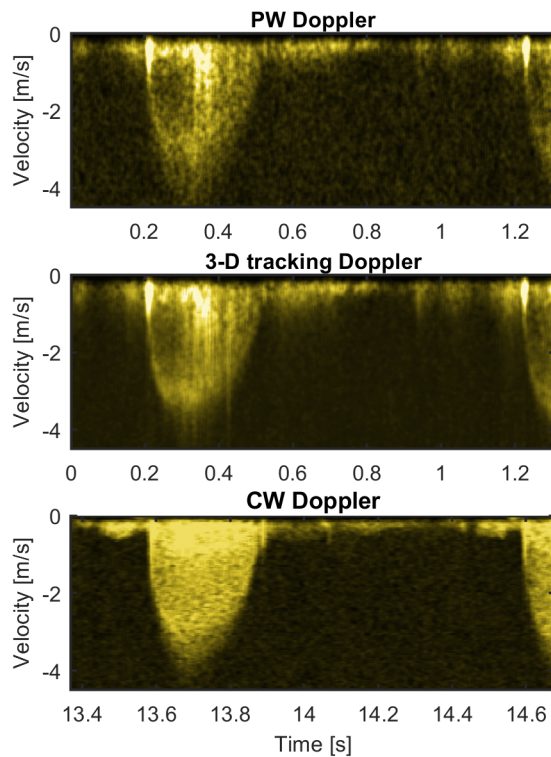 PW Doppler
0
-2
-4
Velocity [m/s]
0.2 0.4 0.6 0.8 1 1.2
3-D tracking Doppler
0
-2
-4
Velocity [m/s]
0 0.2 0.4 0.6 0.8 1 1.2
CW Doppler
0
-2
-4
Velocity [m/s]
13.4 13.6 13.8 14 14.2 14.4 14.6
Time [s]